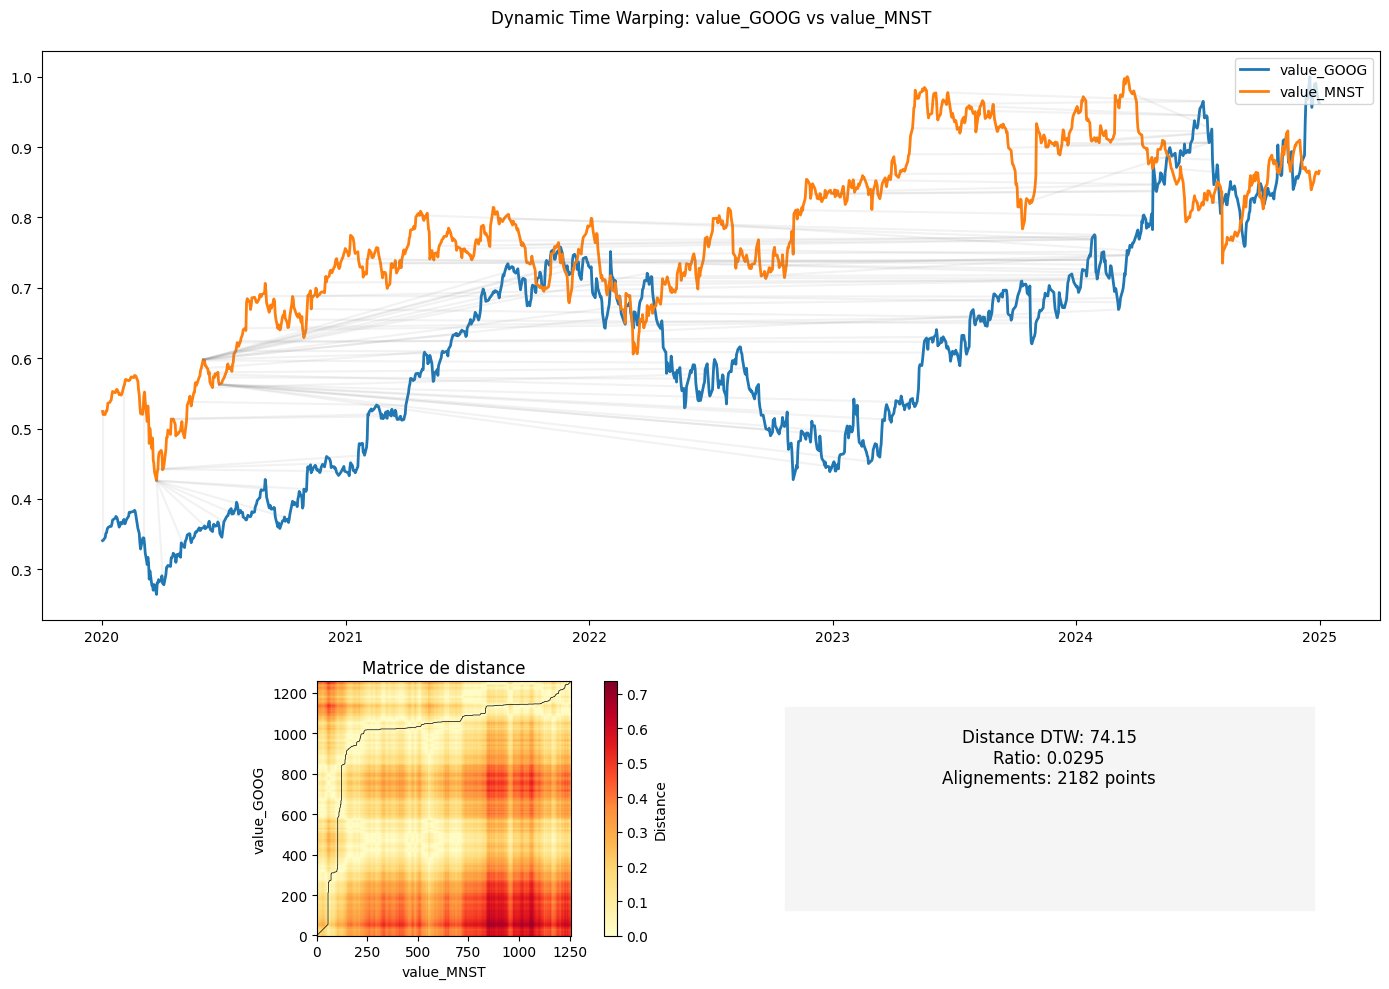 Dynamic Time Warping: value_GOOG vs value_MNST
value_GOOG
value_MNST
1.0
0.9
0.8
0.7
0.6
0.5
0.4
0.3
2020 2021 2022 2023 2024 2025
Matrice de distance
value_GOOG
1200
1000
800
600
400
200
0
0 250 500 750 1000 1250
value_MNST
0.7
0.6
0.5
0.4
0.3
0.2
0.1
0.0
Distance
Distance DTW: 74.15
Ratio: 0.0295
Alignements: 2182 points